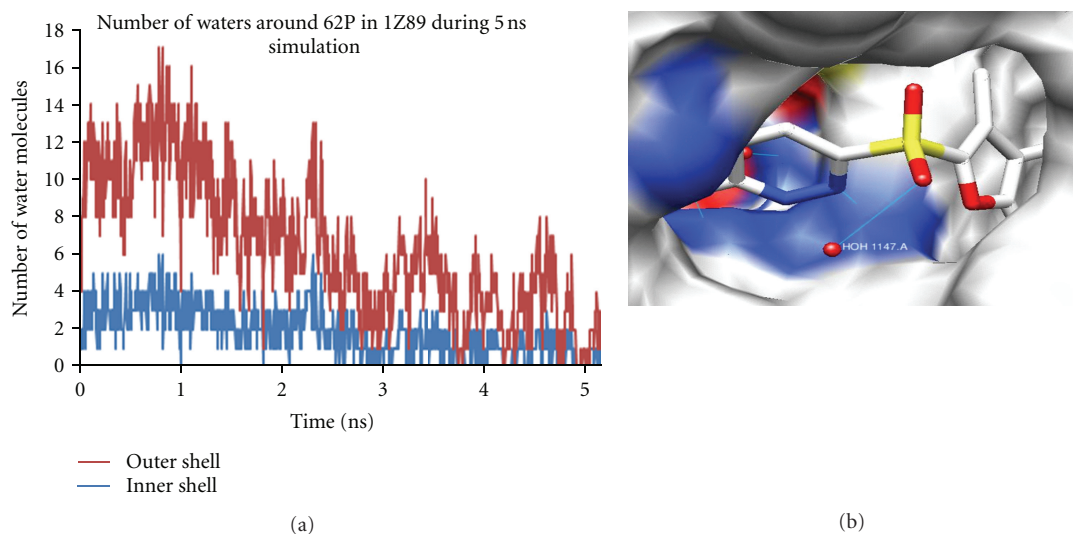 Number of waters around 62P in 1Z89 during 5 ns
simulation
18
16
14
12
10
8
6
4
2
0
Number of water molecules
0 1 2 3 4 5
Time (ns)
Outer shell
Inner shell
(a)
HOH 1147.A
(b)